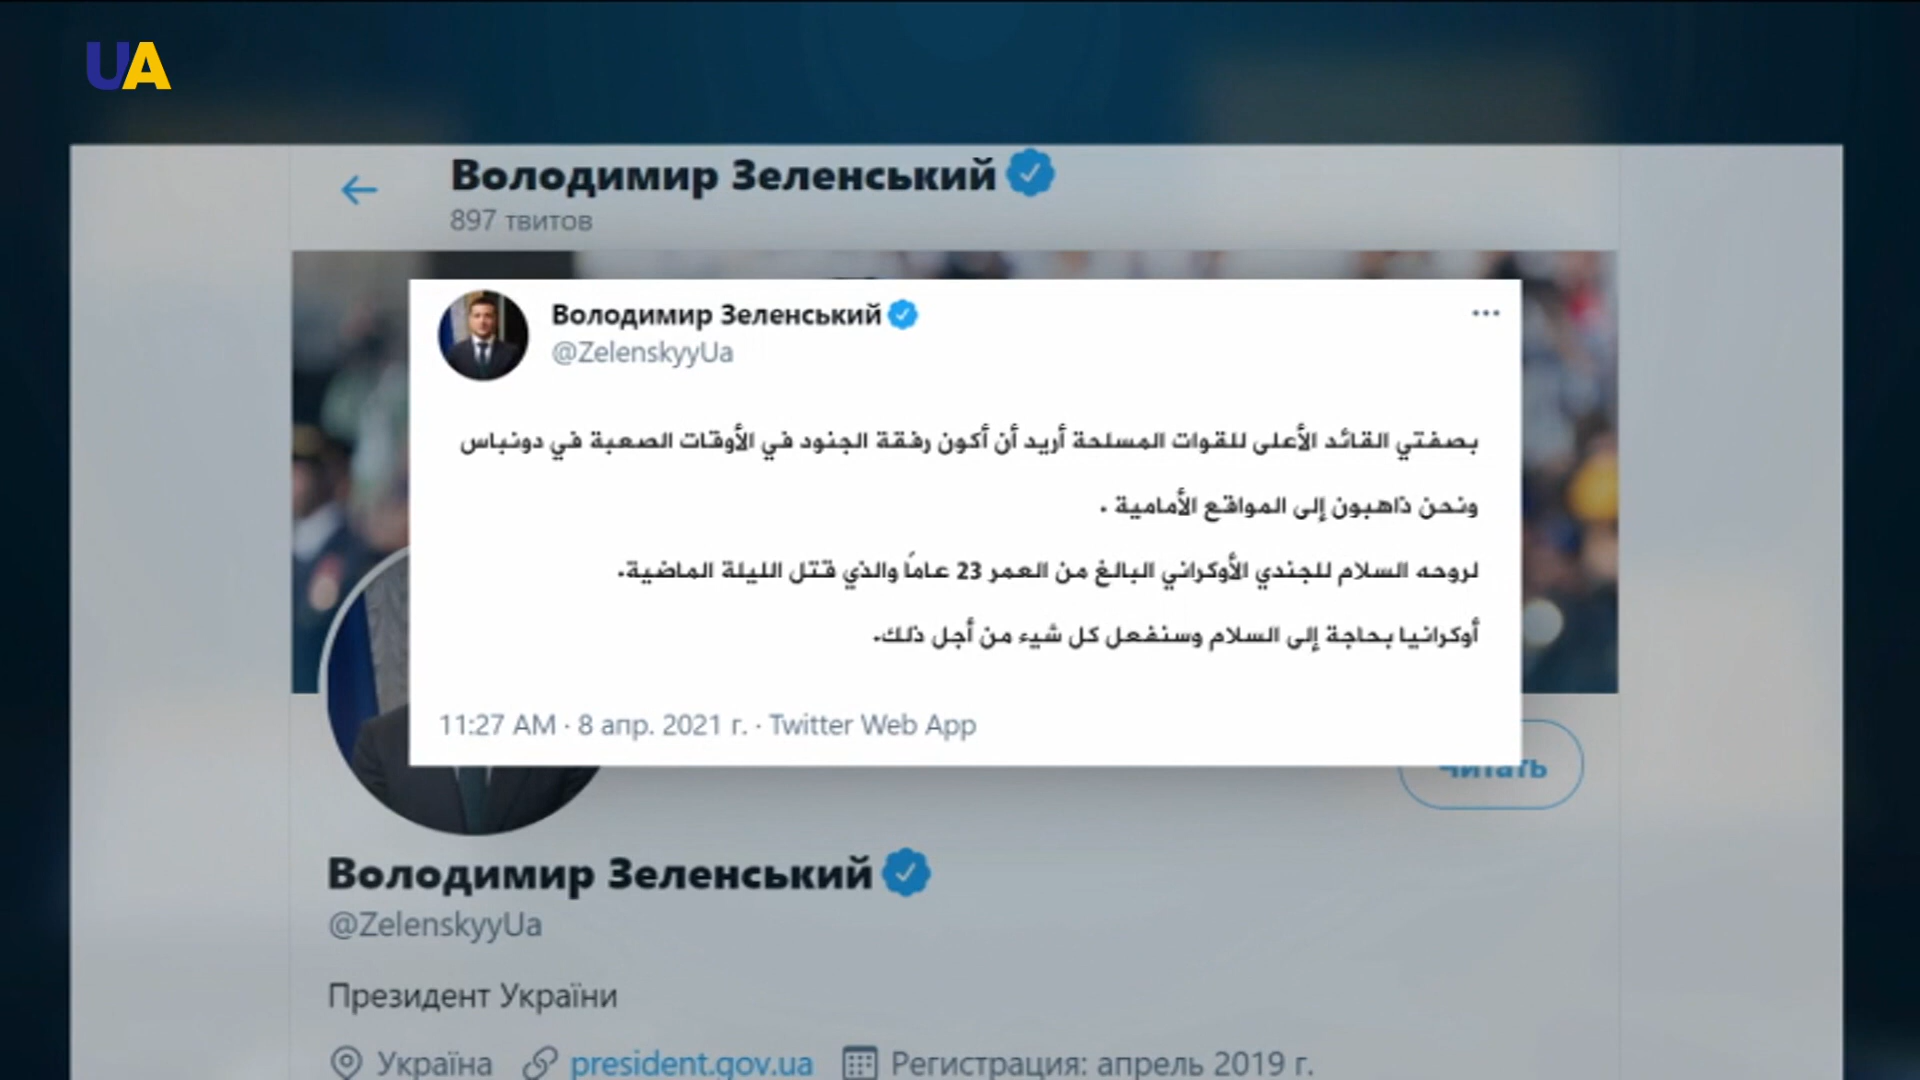 UA
Володимир Зеленський
897 твитов
Володимир Зеленський
@ZelenskyyUa
بصفتي القائد الأعلى للقوات المسلحة أريد أن أكون رفقة الجنود في الأوقات الصعبة في دونباس
ونحن ذاهبون إلى المواقع الأمامية .
لروحه السلام للجندي الأوكراني البالغ من العمر 23 عاماً والذي قتل الليلة الماضية.
أوكرانيا بحاجة إلى السلام وسنفعل كل شيء من أجل ذلك.
11:27 AM · 8 апр. 2021 г. · Twitter Web App
Читать
Володимир Зеленський
@ZelenskyyUa
Президент України
Україна president.gov.ua Регистрация: апрель 2019 г.